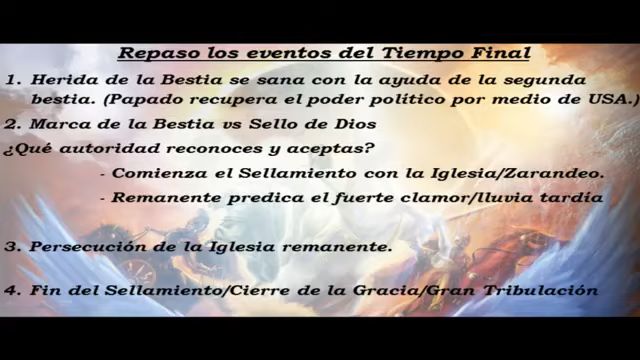 Repaso los eventos del Tiempo Final
1. Herida de la Bestia se sana con la ayuda de la segunda
bestia. (Papado recupera el poder político por medio de USA.)
2. Marca de la Bestia vs Sello de Dios
¿Qué autoridad reconoces y aceptas?
- Comienza el Sellamiento con la Iglesia/Zarandeo.
- Remanente predica el fuerte clamor/lluvia tardía
3. Persecución de la Iglesia remanente.
4. Fin del Sellamiento/Cierre de la Gracia/Gran Tribulación